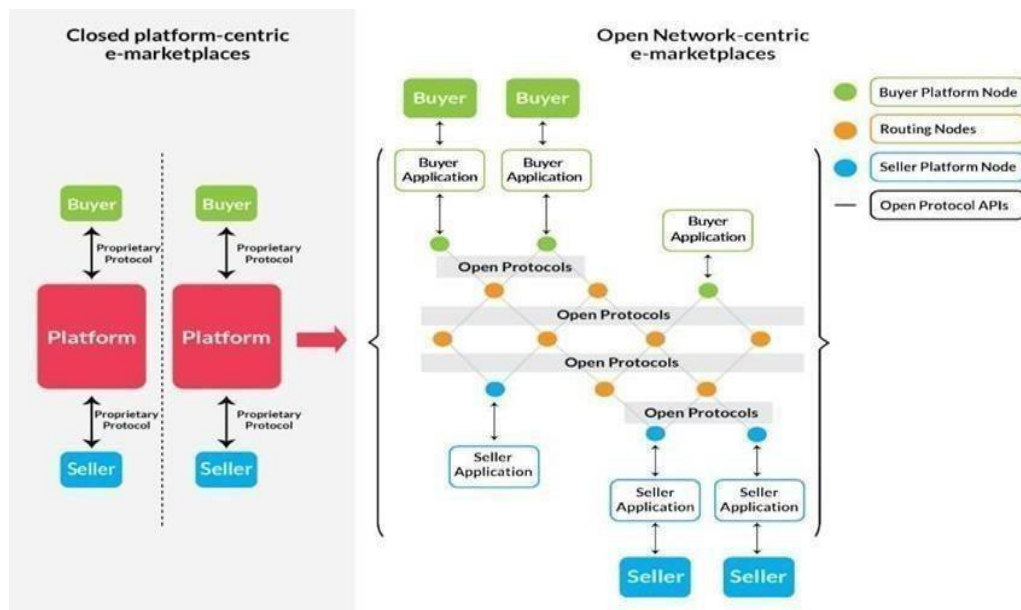 Closed platform-centric
e-marketplaces
Buyer
Buyer
Proprietary
Protocol
Proprietary
Protocol
Platform
Platform
Proprietary
Protocol
Proprietary
Protocol
Seller
Seller
Open Network-centric
e-marketplaces
Buyer
Buyer
Buyer
Application
Buyer
Application
Buyer
Application
Open Protocols
Open Protocols
Open Protocols
Open Protocols
Seller
Application
Seller
Application
Seller
Application
Seller
Seller
Buyer Platform Node
Routing Nodes
Seller Platform Node
Open Protocol APIs